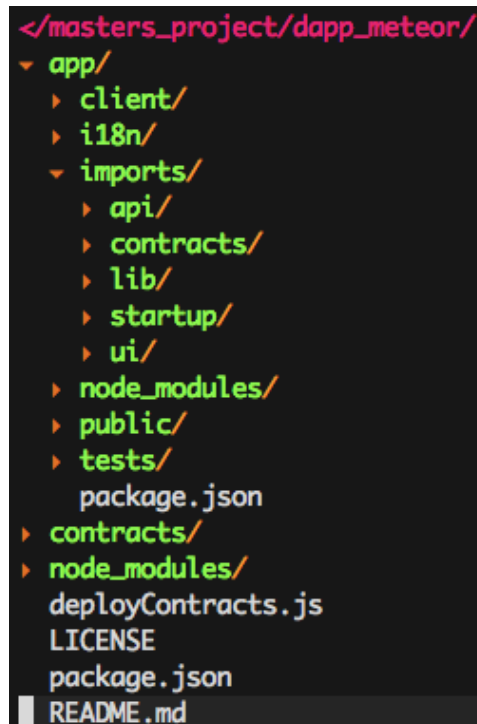 </masters_project/dapp_meteor/
▾ app/
▸ client/
▸ i18n/
▾ imports/
▸ api/
▸ contracts/
▸ lib/
▸ startup/
▸ ui/
▸ node_modules/
▸ public/
▸ tests/
package.json
▸ contracts/
▸ node_modules/
deployContracts.js
LICENSE
package.json
README.md